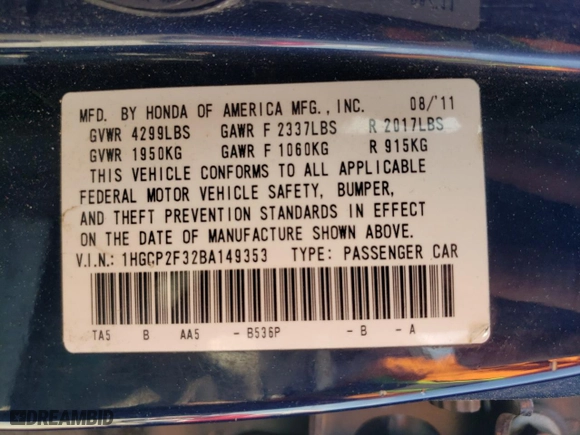 MFD. BY HONDA OF AMERICA MFG., INC. 08/'11
GVWR 4299LBS GAWR F 2337LBS R 2017LBS
GVWR 1950KG GAWR F 1060KG R 915KG
THIS VEHICLE CONFORMS TO ALL APPLICABLE
FEDERAL MOTOR VEHICLE SAFETY, BUMPER,
AND THEFT PREVENTION STANDARDS IN EFFECT
ON THE DATE OF MANUFACTURE SHOWN ABOVE.
V.I.N.: 1HGCP2F32BA149353 TYPE: PASSENGER CAR
TA5 B AA5 - B536P - B - A
DREAMBID